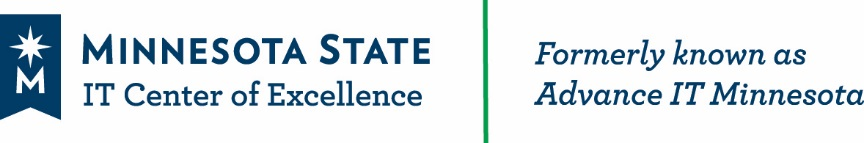 M
MINNESOTA STATE
IT Center of Excellence
Formerly known as
Advance IT Minnesota